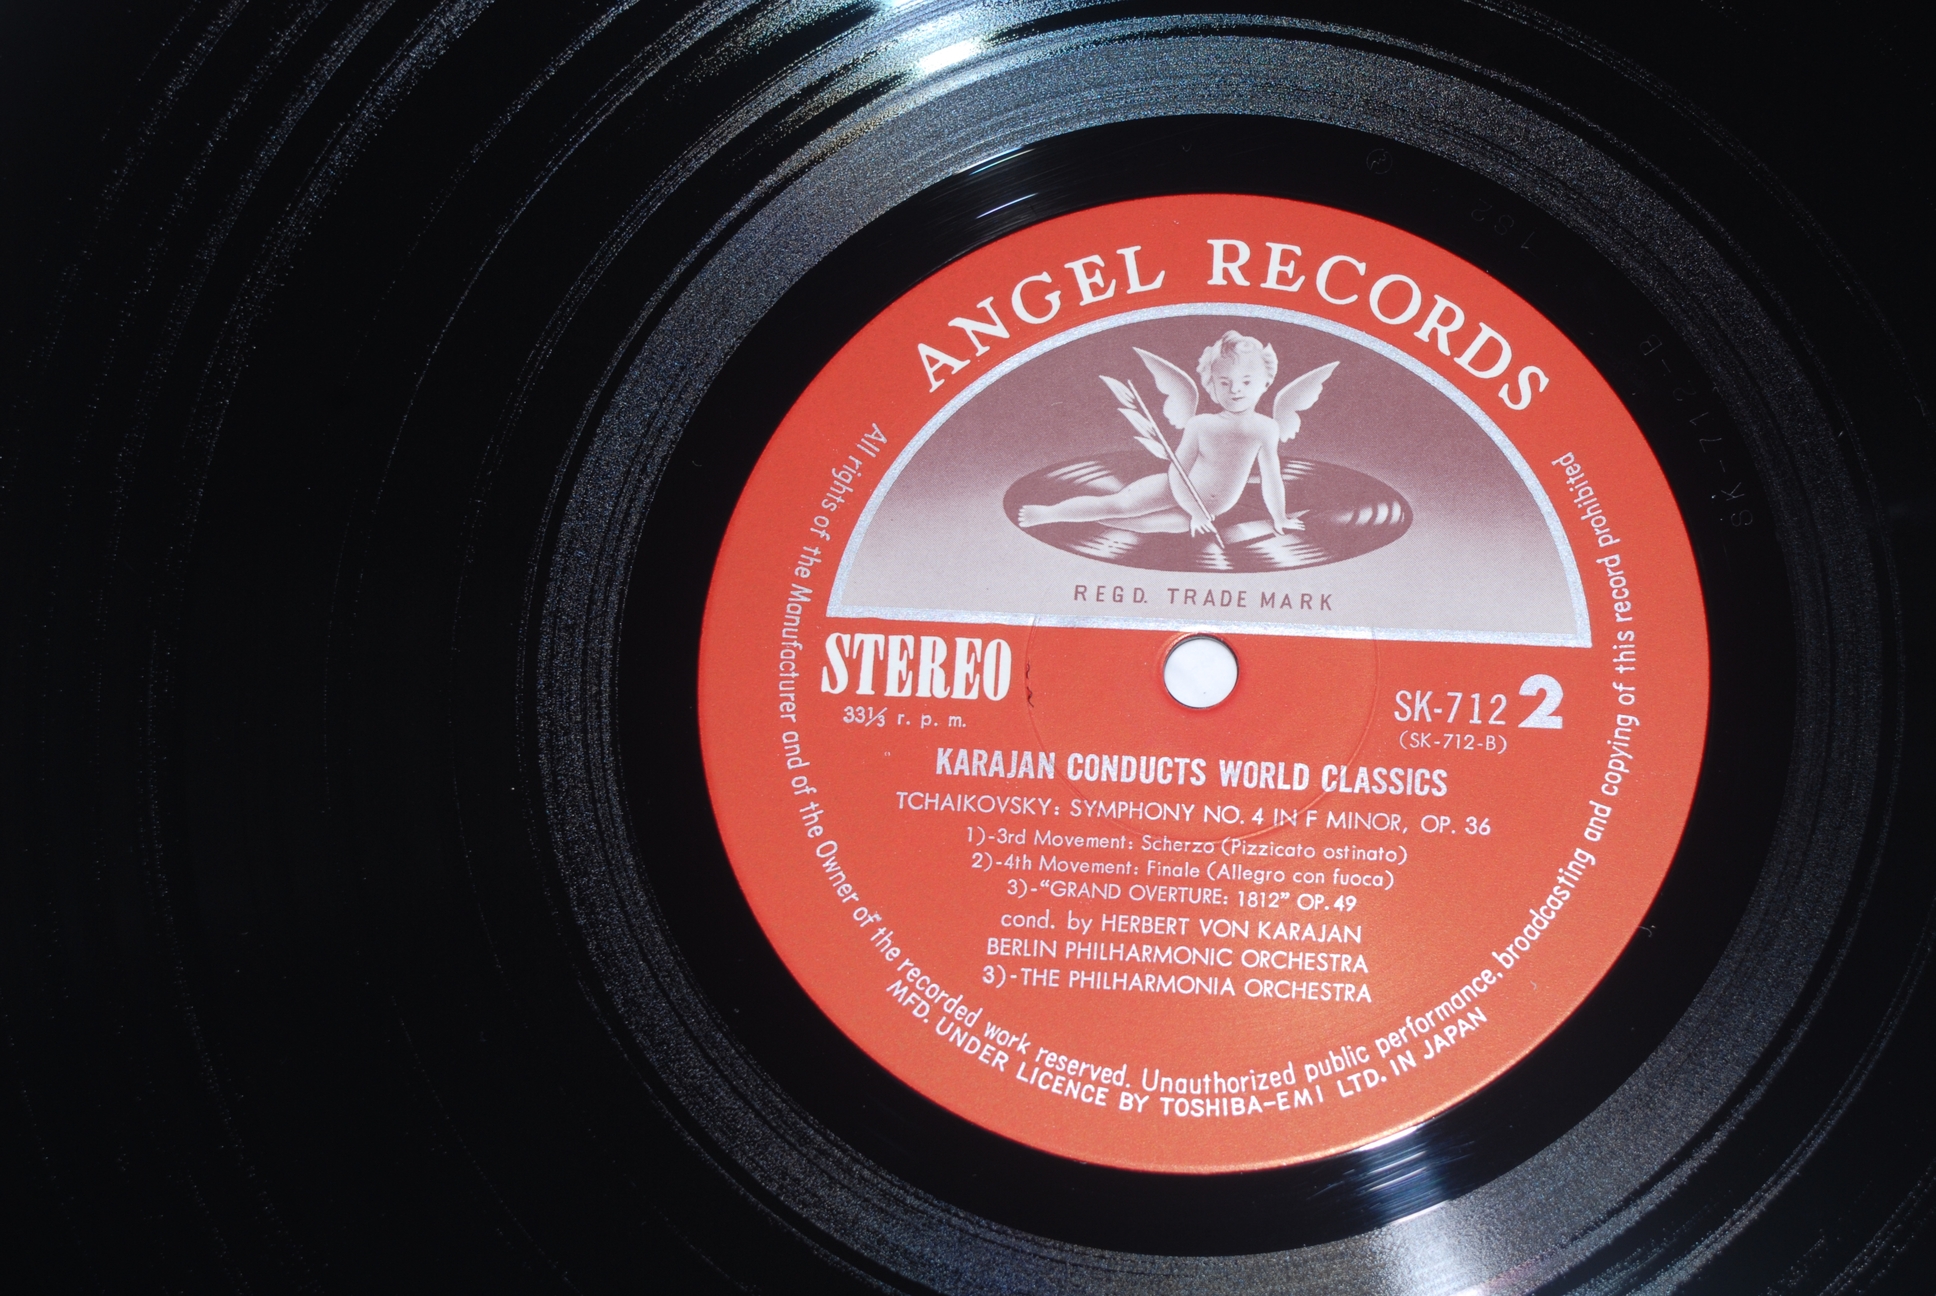 ANGEL RECORDS
REGD. TRADE MARK
STEREO
33⅓ r. p. m.
SK-712 2
(SK-712-B)
KARAJAN CONDUCTS WORLD CLASSICS
TCHAIKOVSKY: SYMPHONY NO. 4 IN F MINOR, OP. 36
1)-3rd Movement: Scherzo (Pizzicato ostinato)
2)-4th Movement: Finale (Allegro con fuoca)
3)-“GRAND OVERTURE: 1812” OP. 49
cond. by HERBERT VON KARAJAN
BERLIN PHILHARMONIC ORCHESTRA
3)-THE PHILHARMONIA ORCHESTRA
All rights of the Manufacturer and of the Owner of the recorded work reserved. Unauthorized public performance, broadcasting and copying of this record prohibited
MFD. UNDER LICENCE BY TOSHIBA-EMI LTD. IN JAPAN
SK-712-B